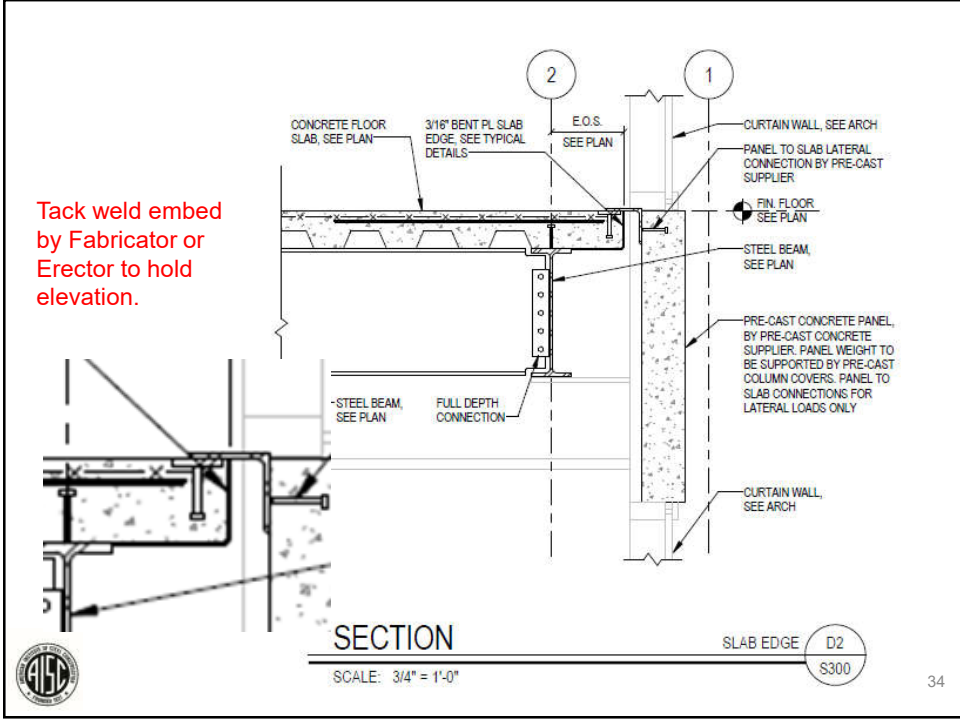 2
1
E.O.S.
SEE PLAN
CONCRETE FLOOR
SLAB, SEE PLAN
3/16" BENT PL SLAB
EDGE, SEE TYPICAL
DETAILS
CURTAIN WALL, SEE ARCH
PANEL TO SLAB LATERAL
CONNECTION BY PRE-CAST
SUPPLIER
FIN. FLOOR
SEE PLAN
Tack weld embed
by Fabricator or
Erector to hold
elevation.
STEEL BEAM,
SEE PLAN
PRE-CAST CONCRETE PANEL,
BY PRE-CAST CONCRETE
SUPPLIER. PANEL WEIGHT TO
BE SUPPORTED BY PRE-CAST
COLUMN COVERS. PANEL TO
SLAB CONNECTIONS FOR
LATERAL LOADS ONLY
STEEL BEAM,
SEE PLAN
FULL DEPTH
CONNECTION
CURTAIN WALL,
SEE ARCH
SECTION
SCALE: 3/4" = 1'-0"
SLAB EDGE
D2
S300
AISC
34